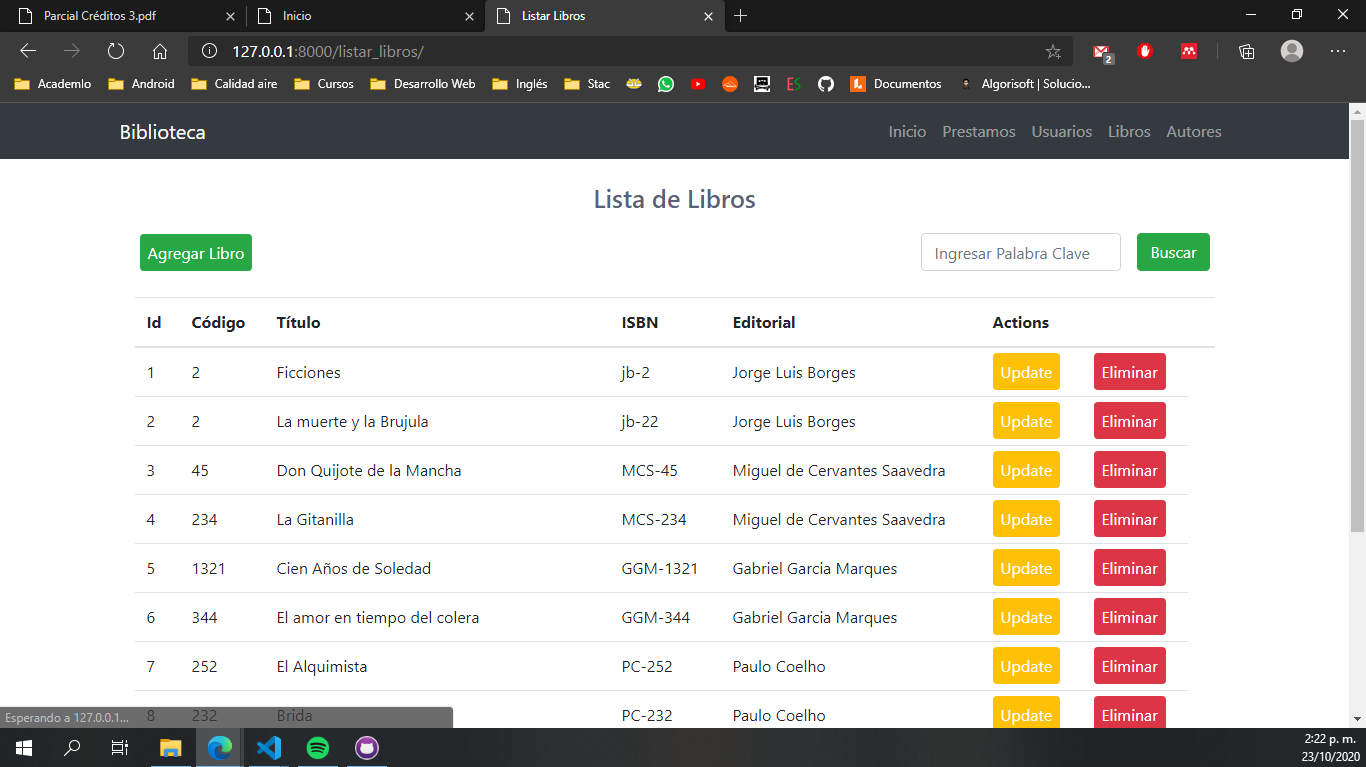 Parcial Créditos 3.pdf Inicio Listar Libros
127.0.0.1:8000/listar_libros/ 2
Academlo Android Calidad aire Cursos Desarrollo Web Inglés Stac ES Documentos Algorisoft | Solucio...
Biblioteca Inicio Prestamos Usuarios Libros Autores
Lista de Libros
Agregar Libro Ingresar Palabra Clave Buscar
Id Código Título ISBN Editorial Actions
1 2 Ficciones jb-2 Jorge Luis Borges Update Eliminar
2 2 La muerte y la Brujula jb-22 Jorge Luis Borges Update Eliminar
3 45 Don Quijote de la Mancha MCS-45 Miguel de Cervantes Saavedra Update Eliminar
4 234 La Gitanilla MCS-234 Miguel de Cervantes Saavedra Update Eliminar
5 1321 Cien Años de Soledad GGM-1321 Gabriel Garcia Marques Update Eliminar
6 344 El amor en tiempo del colera GGM-344 Gabriel Garcia Marques Update Eliminar
7 252 El Alquimista PC-252 Paulo Coelho Update Eliminar
8 232 Brida PC-232 Paulo Coelho Update Eliminar
Esperando a 127.0.0.1...
2:22 p. m.
23/10/2020